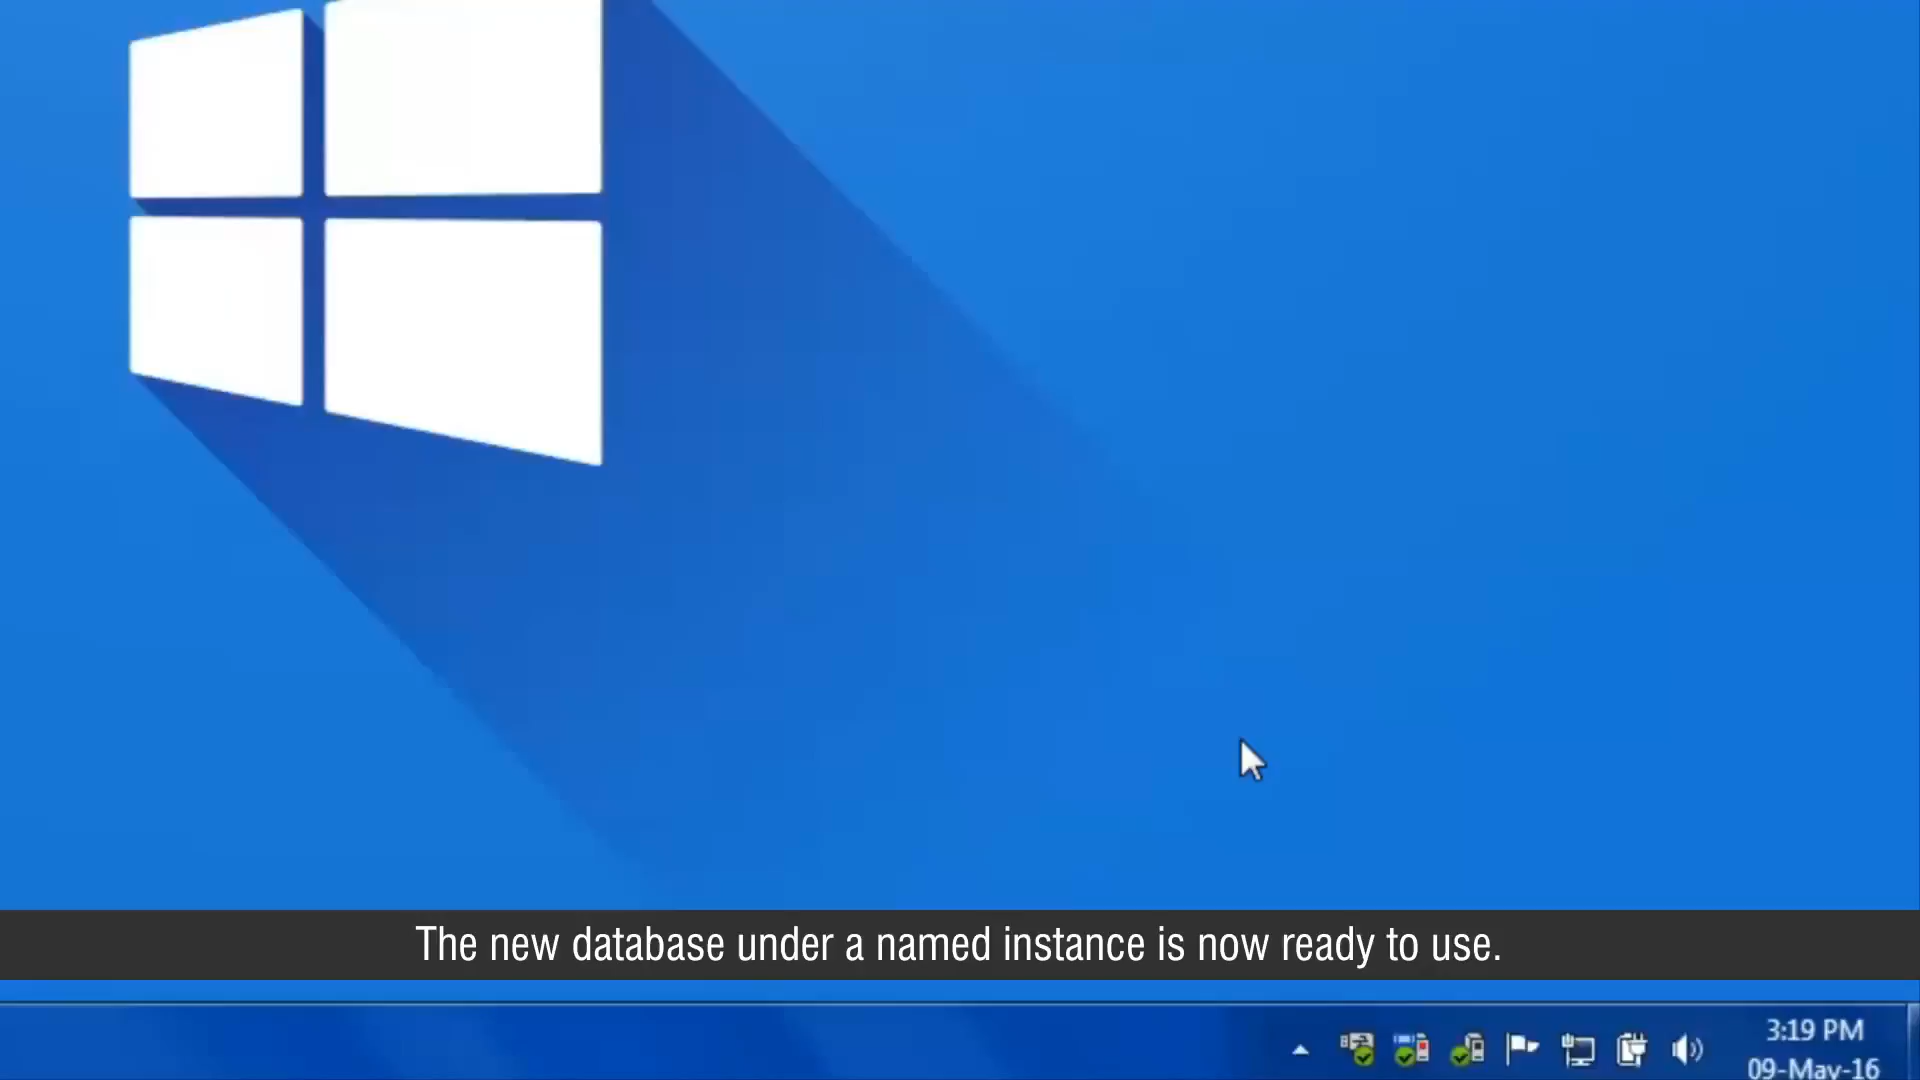 The new database under a named instance is now ready to use.
3:19 PM
09-May-16